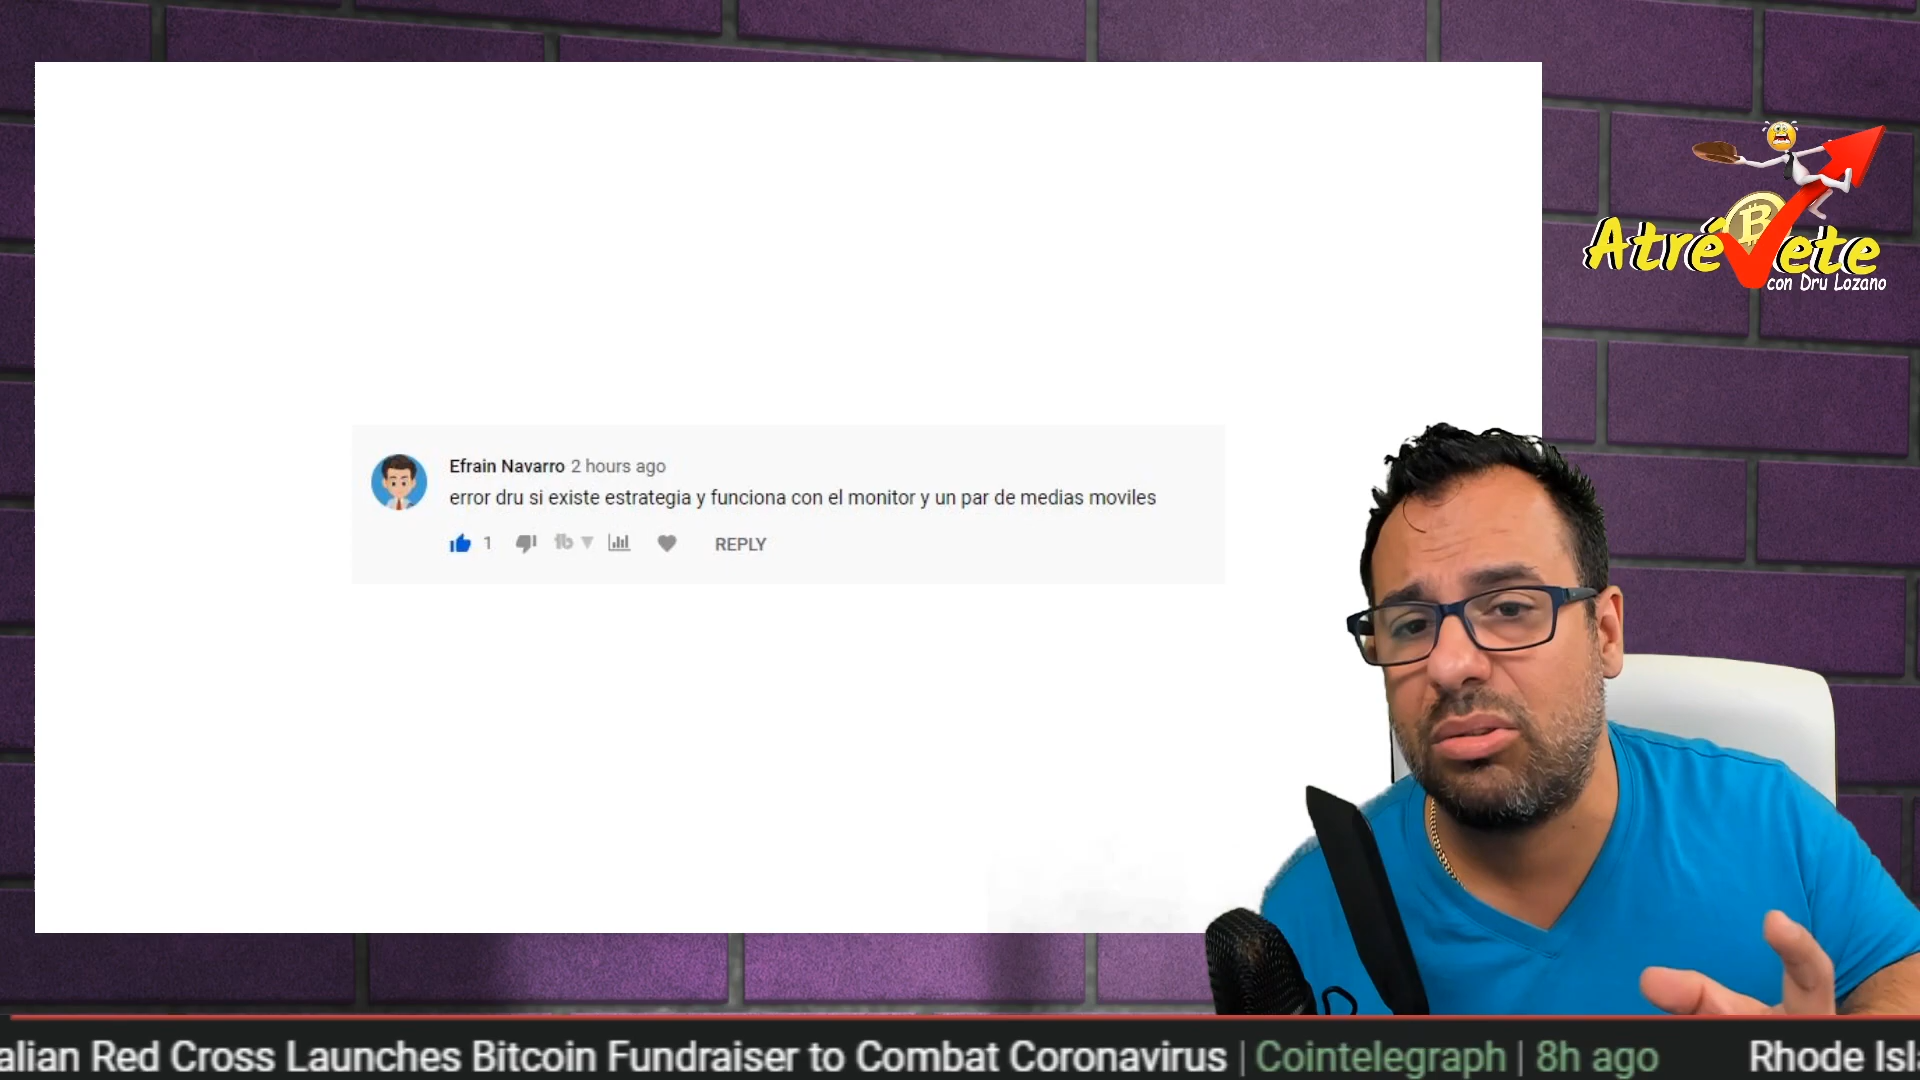 Atrévete
con Dru Lozano
Efrain Navarro 2 hours ago
error dru si existe estrategia y funciona con el monitor y un par de medias moviles
1 tb REPLY
alian Red Cross Launches Bitcoin Fundraiser to Combat Coronavirus | Cointelegraph | 8h ago Rhode Isl